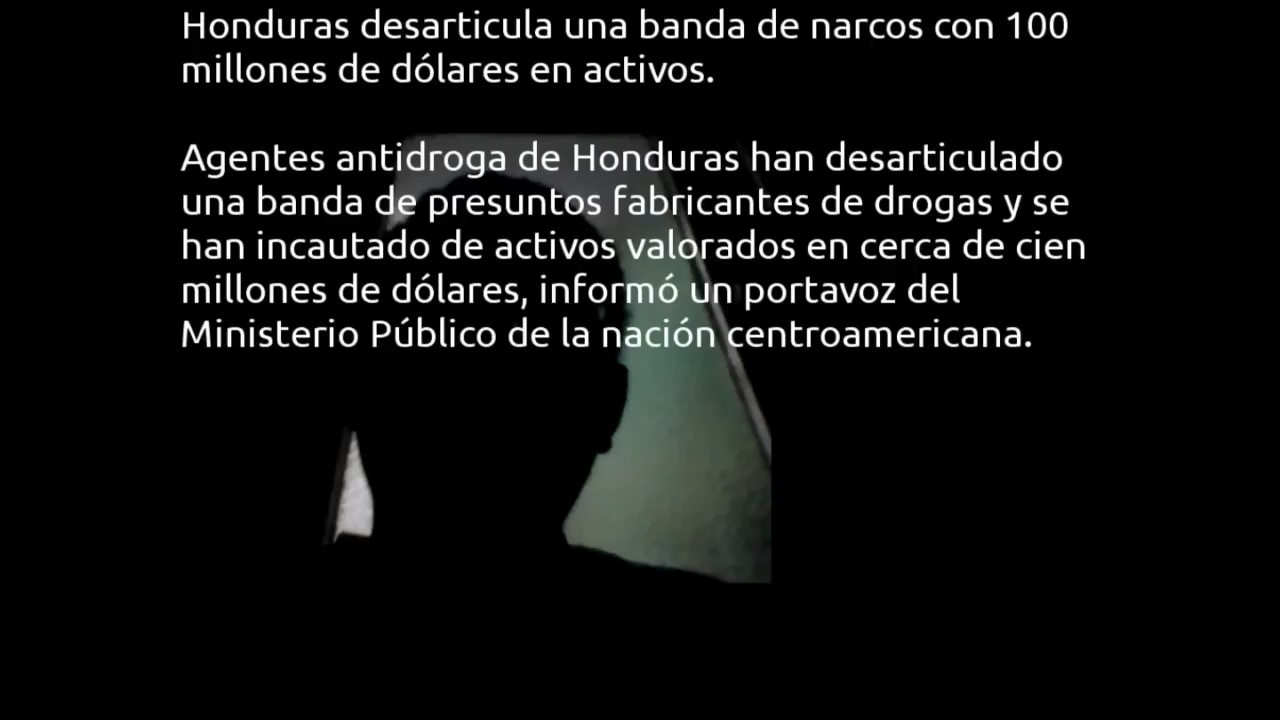 Honduras desarticula una banda de narcos con 100
millones de dólares en activos.
Agentes antidroga de Honduras han desarticulado
una banda de presuntos fabricantes de drogas y se
han incautado de activos valorados en cerca de cien
millones de dólares, informó un portavoz del
Ministerio Público de la nación centroamericana.